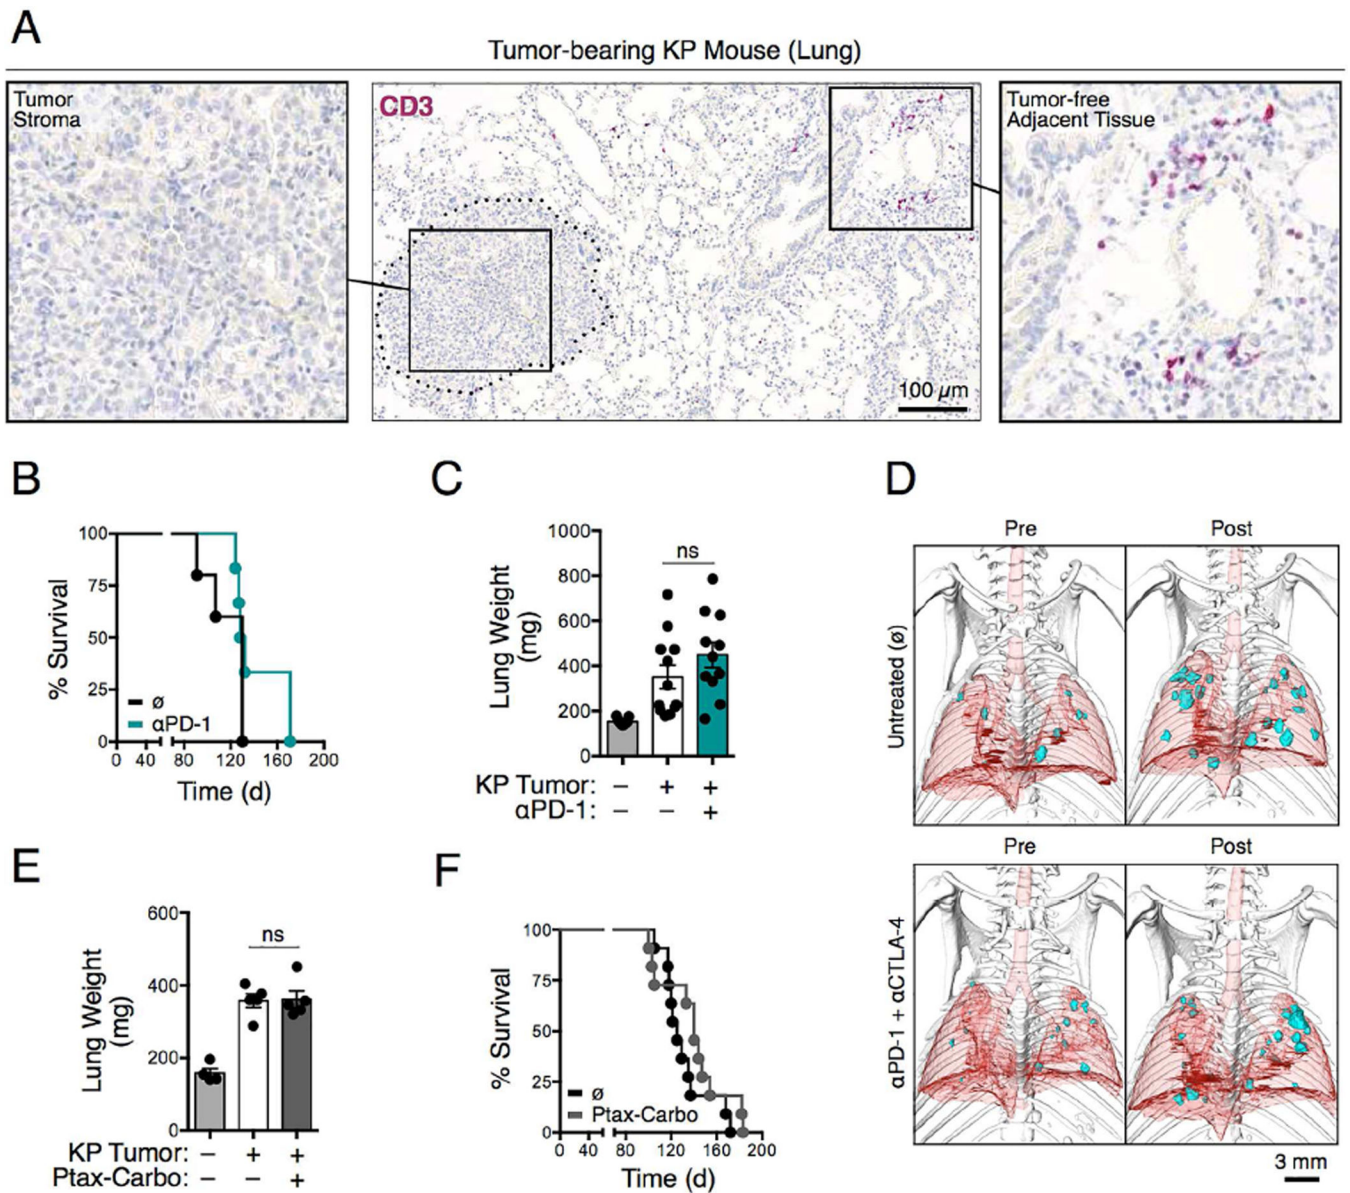 A
Tumor-bearing KP Mouse (Lung)
Tumor
Stroma
CD3
100 µm
Tumor-free
Adjacent Tissue
B
100
75
50
25
0
% Survival
ø
αPD-1
0 40 80 120 160 200
Time (d)
C
1000
800
600
400
200
0
Lung Weight
(mg)
ns
KP Tumor: – + +
αPD-1: – – +
D
Pre Post
Untreated (ø)
Pre Post
αPD-1 + αCTLA-4
3 mm
E
600
400
200
0
Lung Weight
(mg)
ns
KP Tumor: – + +
Ptax-Carbo: – – +
F
100
75
50
25
0
% Survival
ø
Ptax-Carbo
0 40 80 120 160 200
Time (d)